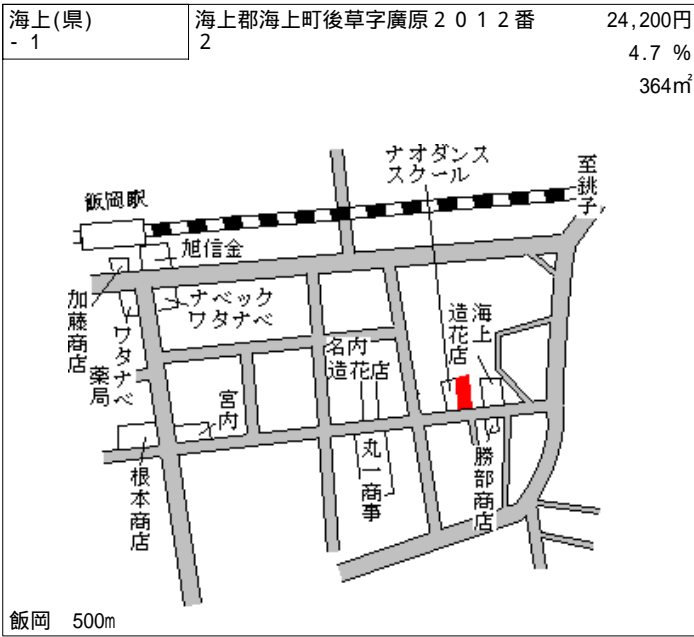 海上(県)
- 1
海上郡海上町後草字廣原２０１２番
2
24,200円
4.7 %
364㎡
ナオダンス
スクール
至銚子
飯岡駅
旭信金
ナベック
ワタナベ
加藤商店
ワタナベ
薬局
海上
造花店
名内
造花店
宮内
根本商店
丸一商事
勝部商店
飯岡 500m